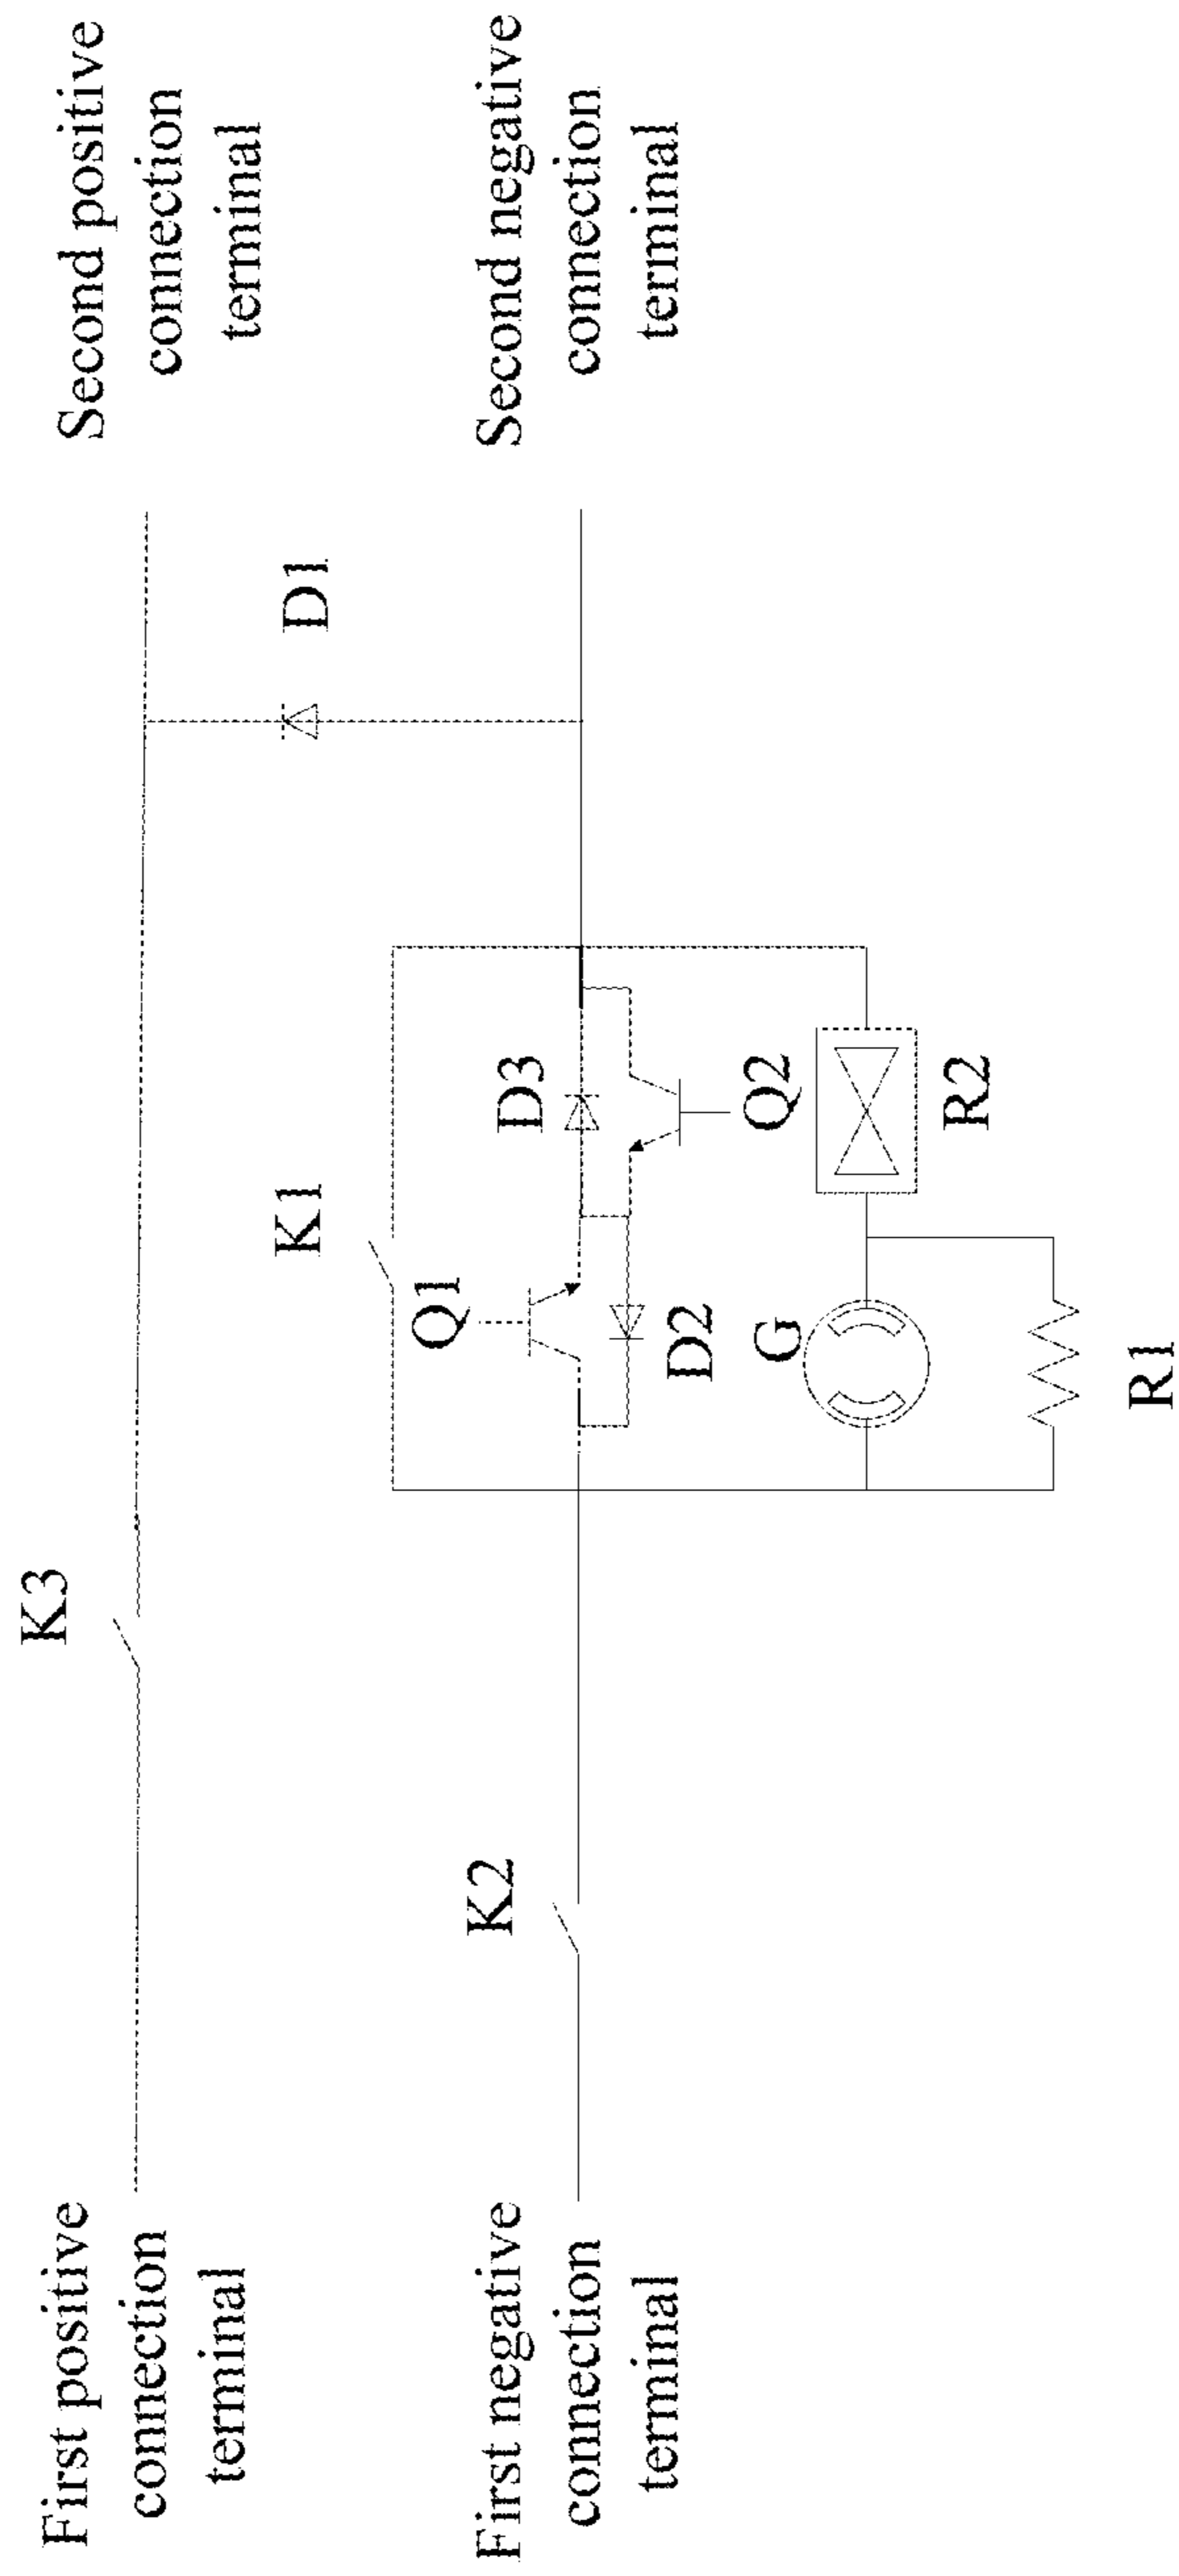 First positive
connection
terminal
K3
Second positive
connection
terminal
D1
K1
Q1
D3
First negative
connection
terminal
K2
Second negative
connection
terminal
D2
Q2
G
R2
R1